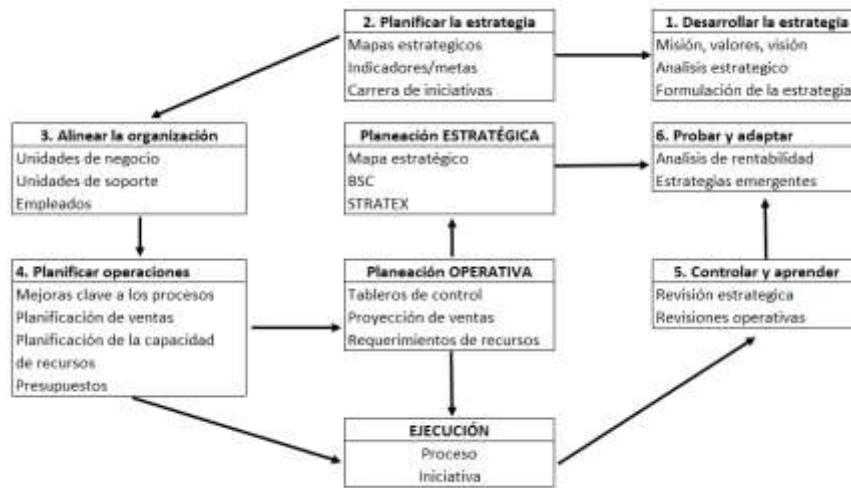 2. Planificar la estrategia
Mapas estrategicos
Indicadores/metas
Carrera de iniciativas
1. Desarrollar la estrategia
Misión, valores, visión
Analisis estrategico
Formulación de la estrategia
3. Alinear la organización
Unidades de negocio
Unidades de soporte
Empleados
Planeación ESTRATÉGICA
Mapa estratégico
BSC
STRATEX
6. Probar y adaptar
Analisis de rentabilidad
Estrategias emergentes
4. Planificar operaciones
Mejoras clave a los procesos
Planificación de ventas
Planificación de la capacidad
de recursos
Presupuestos
Planeación OPERATIVA
Tableros de control
Proyección de ventas
Requerimientos de recursos
5. Controlar y aprender
Revisión estrategica
Revisiones operativas
EJECUCIÓN
Proceso
Iniciativa